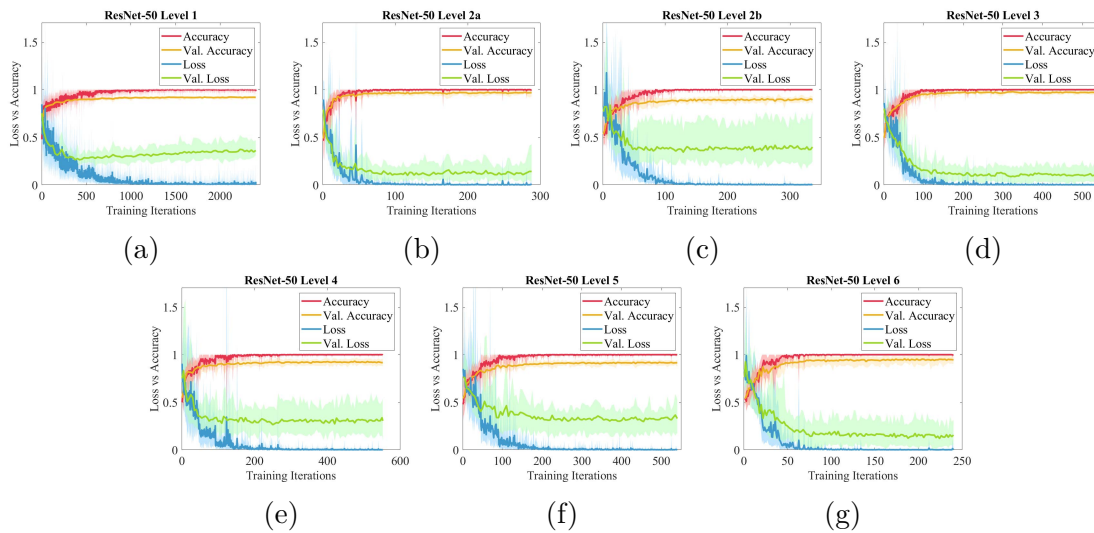 ResNet-50 Level 1
Loss vs Accuracy
1.5
1
0.5
0
Accuracy
Val. Accuracy
Loss
Val. Loss
0 500 1000 1500 2000
Training Iterations
(a)
ResNet-50 Level 2a
Loss vs Accuracy
1.5
1
0.5
0
Accuracy
Val. Accuracy
Loss
Val. Loss
0 100 200 300
Training Iterations
(b)
ResNet-50 Level 2b
Loss vs Accuracy
1.5
1
0.5
0
Accuracy
Val. Accuracy
Loss
Val. Loss
0 100 200 300
Training Iterations
(c)
ResNet-50 Level 3
Loss vs Accuracy
1.5
1
0.5
0
Accuracy
Val. Accuracy
Loss
Val. Loss
0 100 200 300 400
Training Iterations
(d)
ResNet-50 Level 4
Loss vs Accuracy
1.5
1
0.5
0
Accuracy
Val. Accuracy
Loss
Val. Loss
0 200 400 600
Training Iterations
(e)
ResNet-50 Level 5
Loss vs Accuracy
1.5
1
0.5
0
Accuracy
Val. Accuracy
Loss
Val. Loss
0 100 200 300 400 500
Training Iterations
(f)
ResNet-50 Level 6
Loss vs Accuracy
1.5
1
0.5
0
Accuracy
Val. Accuracy
Loss
Val. Loss
0 50 100 150 200 250
Training Iterations
(g)